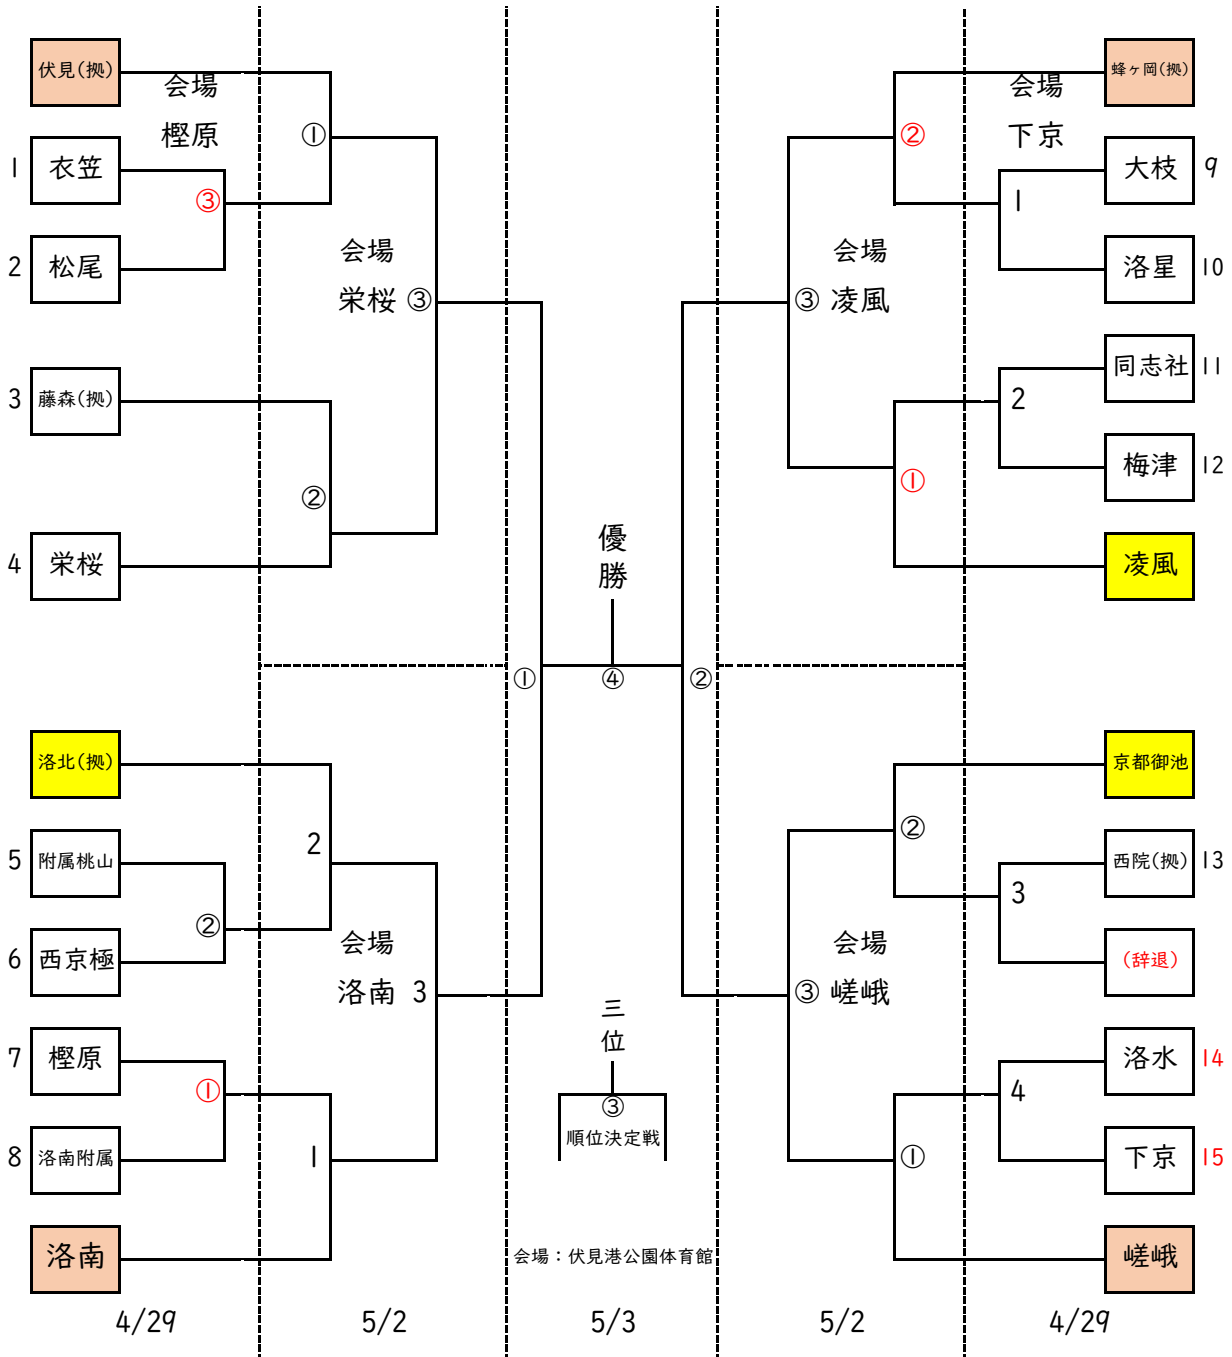 伏見(拠)
会場
樫原
①
1 衣笠
③
2 松尾
会場
栄桜 ③
3 藤森(拠)
②
4 栄桜
洛北(拠)
2
5 附属桃山
②
6 西京極
会場
洛南 3
7 樫原
①
8 洛南附属
1
洛南
4/29
5/2
優
勝
①
④
②
三
位
③
順位決定戦
会場：伏見港公園体育館
5/3
蜂ヶ岡(拠)
会場
下京
②
大枝 9
1
洛星 10
会場
③ 凌風
同志社 11
2
梅津 12
①
凌風
京都御池
②
西院(拠) 13
3
(辞退)
会場
③ 嵯峨
洛水 14
4
下京 15
①
嵯峨
5/2
4/29